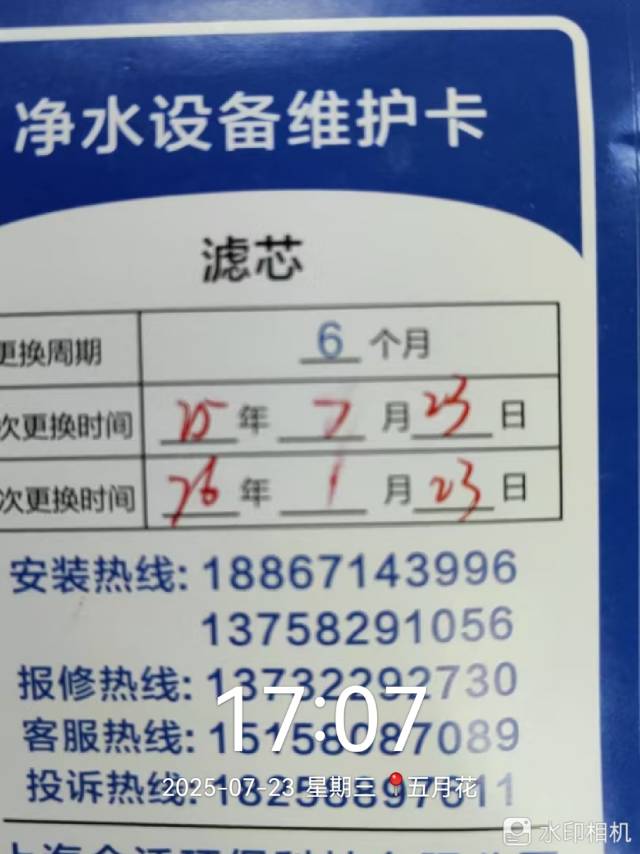 净水设备维护卡
滤芯
更换周期 6 个月
次更换时间 25 年 7 月 23 日
次更换时间 26 年 1 月 23 日
安装热线: 18867143996
13758291056
报修热线: 13732292730
客服热线: 15158087089
投诉热线:
17:07
2025-07-23 星期三 五月花
水印相机